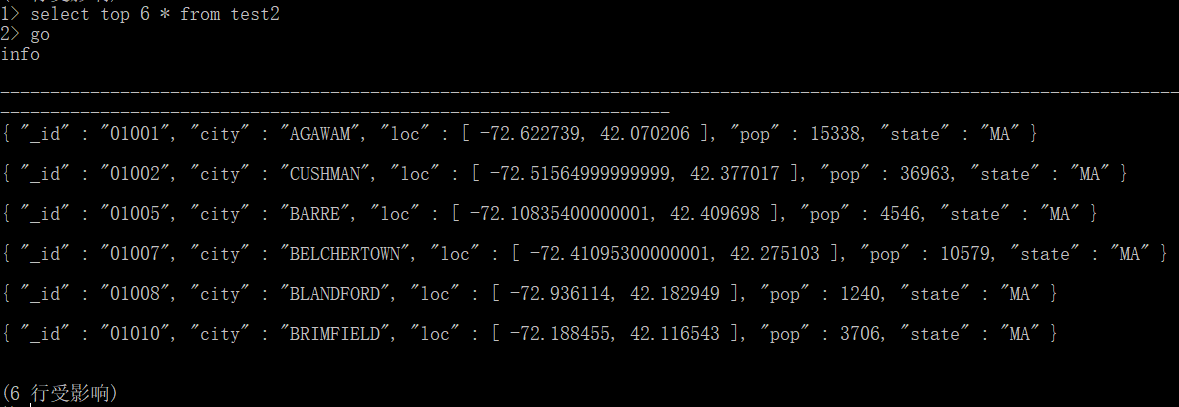 1> select top 6 * from test2
2> go
info
--------------------------------------------------------------------------------------------------------------------
-------------------------------------------------------------------
{ "_id" : "01001", "city" : "AGAWAM", "loc" : [ -72.622739, 42.070206 ], "pop" : 15338, "state" : "MA" }
{ "_id" : "01002", "city" : "CUSHMAN", "loc" : [ -72.51564999999999, 42.377017 ], "pop" : 36963, "state" : "MA" }
{ "_id" : "01005", "city" : "BARRE", "loc" : [ -72.10835400000001, 42.409698 ], "pop" : 4546, "state" : "MA" }
{ "_id" : "01007", "city" : "BELCHERTOWN", "loc" : [ -72.41095300000001, 42.275103 ], "pop" : 10579, "state" : "MA" }
{ "_id" : "01008", "city" : "BLANDFORD", "loc" : [ -72.936114, 42.182949 ], "pop" : 1240, "state" : "MA" }
{ "_id" : "01010", "city" : "BRIMFIELD", "loc" : [ -72.188455, 42.116543 ], "pop" : 3706, "state" : "MA" }
(6 行受影响)